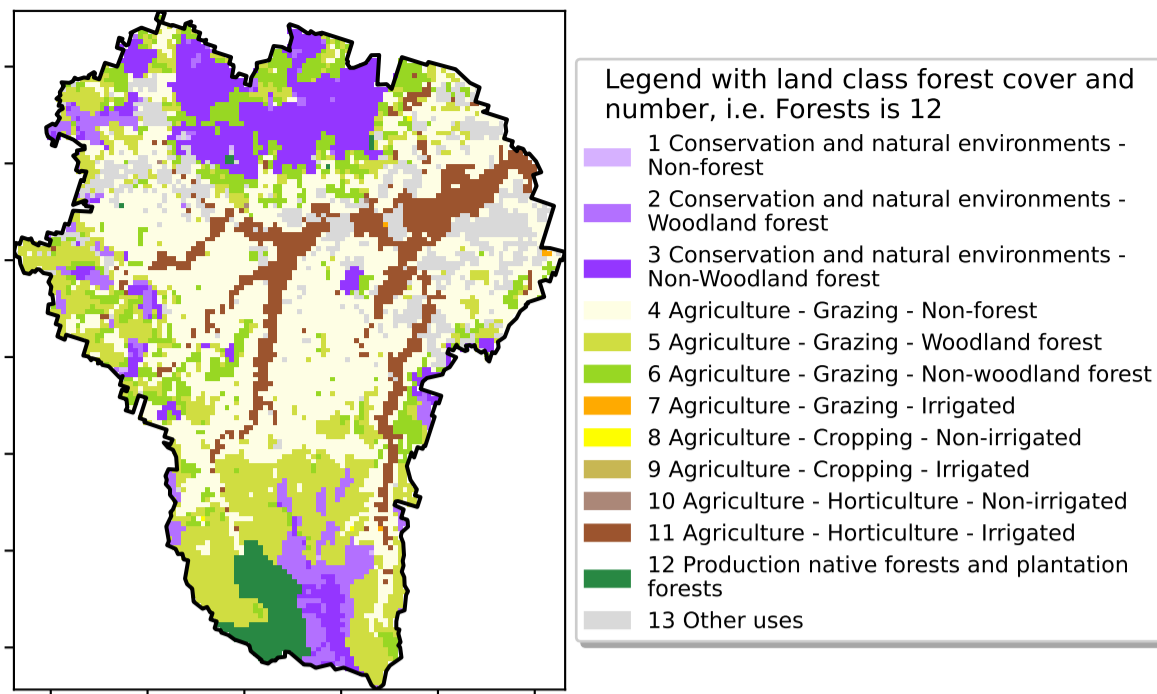 Legend with land class forest cover and
number, i.e. Forests is 12
1 Conservation and natural environments -
Non-forest
2 Conservation and natural environments -
Woodland forest
3 Conservation and natural environments -
Non-Woodland forest
4 Agriculture - Grazing - Non-forest
5 Agriculture - Grazing - Woodland forest
6 Agriculture - Grazing - Non-woodland forest
7 Agriculture - Grazing - Irrigated
8 Agriculture - Cropping - Non-irrigated
9 Agriculture - Cropping - Irrigated
10 Agriculture - Horticulture - Non-irrigated
11 Agriculture - Horticulture - Irrigated
12 Production native forests and plantation
forests
13 Other uses